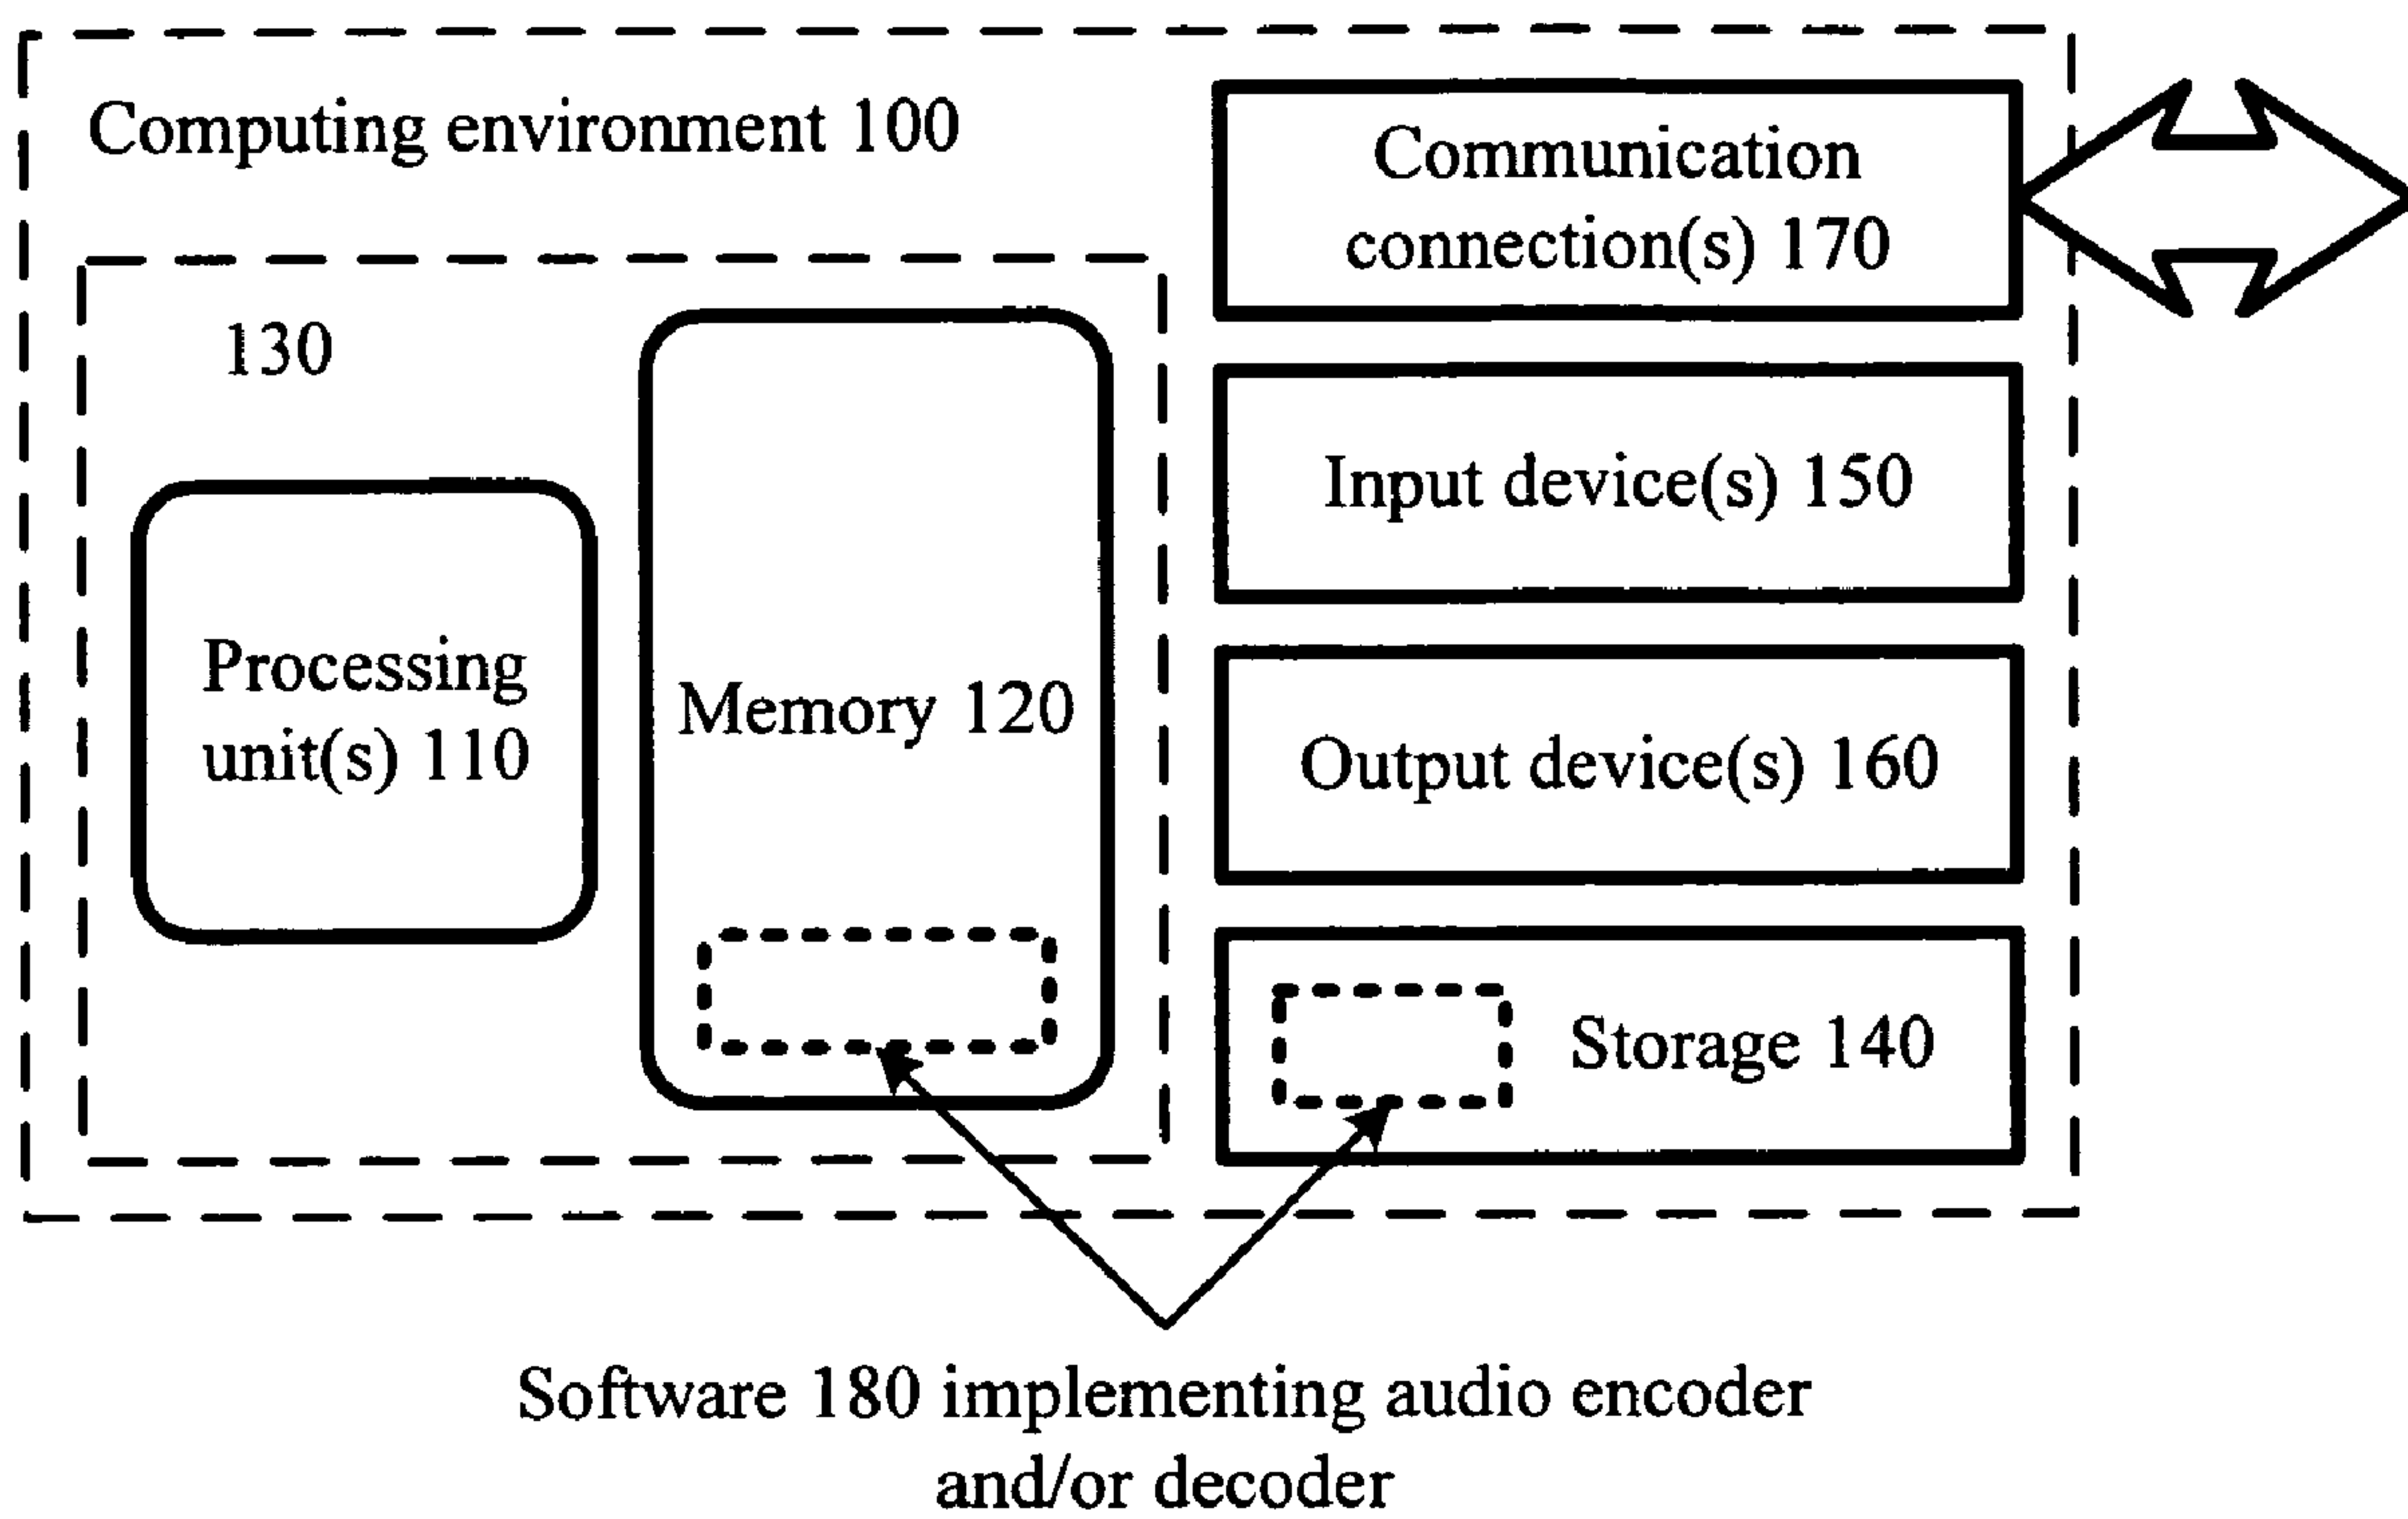 Computing environment 100
130
Processing
unit(s) 110
Memory 120
Communication
connection(s) 170
Input device(s) 150
Output device(s) 160
Storage 140
Software 180 implementing audio encoder
and/or decoder